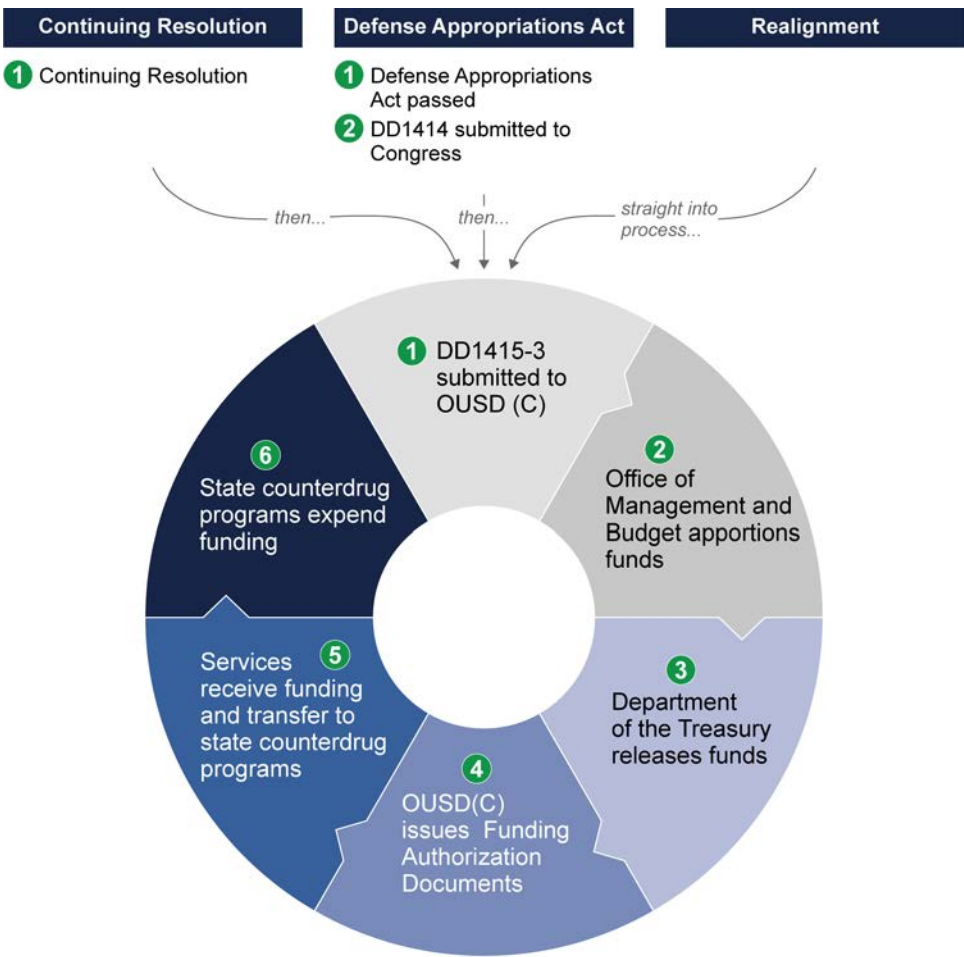 Continuing Resolution
Defense Appropriations Act
Realignment
1 Continuing Resolution
1 Defense Appropriations
Act passed
2 DD1414 submitted to
Congress
then...
then...
straight into
process...
1 DD1415-3
submitted to
OUSD (C)
2
Office of
Management and
Budget apportions
funds
3
Department
of the Treasury
releases funds
4
OUSD(C)
issues Funding
Authorization
Documents
5
Services
receive funding
and transfer to
state counterdrug
programs
6
State counterdrug
programs expend
funding